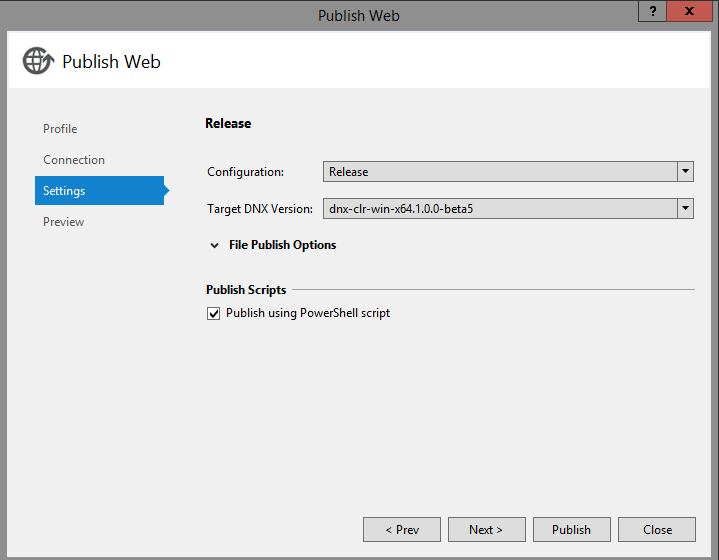 Publish Web
?
x
Publish Web
Profile
Connection
Settings
Preview
Release
Configuration: Release
Target DNX Version: dnx-clr-win-x64.1.0.0-beta5
File Publish Options
Publish Scripts
Publish using PowerShell script
< Prev
Next >
Publish
Close